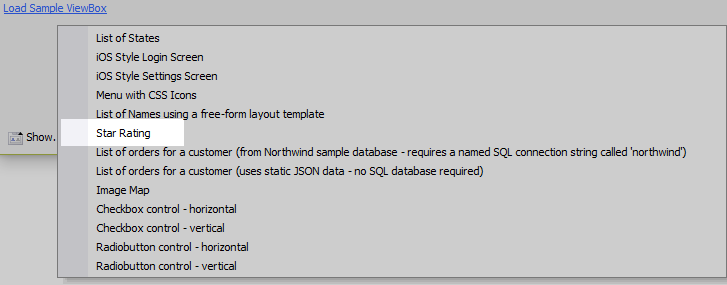 Load Sample ViewBox
List of States
iOS Style Login Screen
iOS Style Settings Screen
Menu with CSS Icons
List of Names using a free-form layout template
Show.
Star Rating
List of orders for a customer (from Northwind sample database - requires a named SQL connection string called 'northwind')
List of orders for a customer (uses static JSON data - no SQL database required)
Image Map
Checkbox control - horizontal
Checkbox control - vertical
Radiobutton control - horizontal
Radiobutton control - vertical